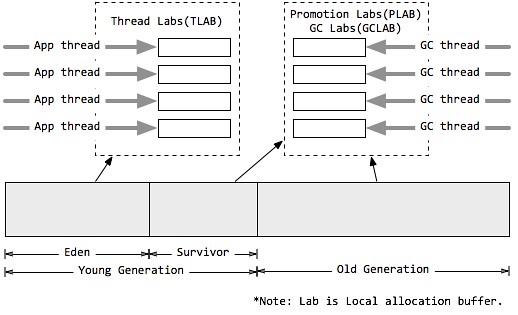 Thread Labs(TLAB)
Promotion Labs(PLAB)
GC Labs(GCLAB)
App thread
GC thread
App thread
GC thread
App thread
GC thread
App thread
GC thread
Eden
Survivor
Young Generation
Old Generation
*Note: Lab is Local allocation buffer.